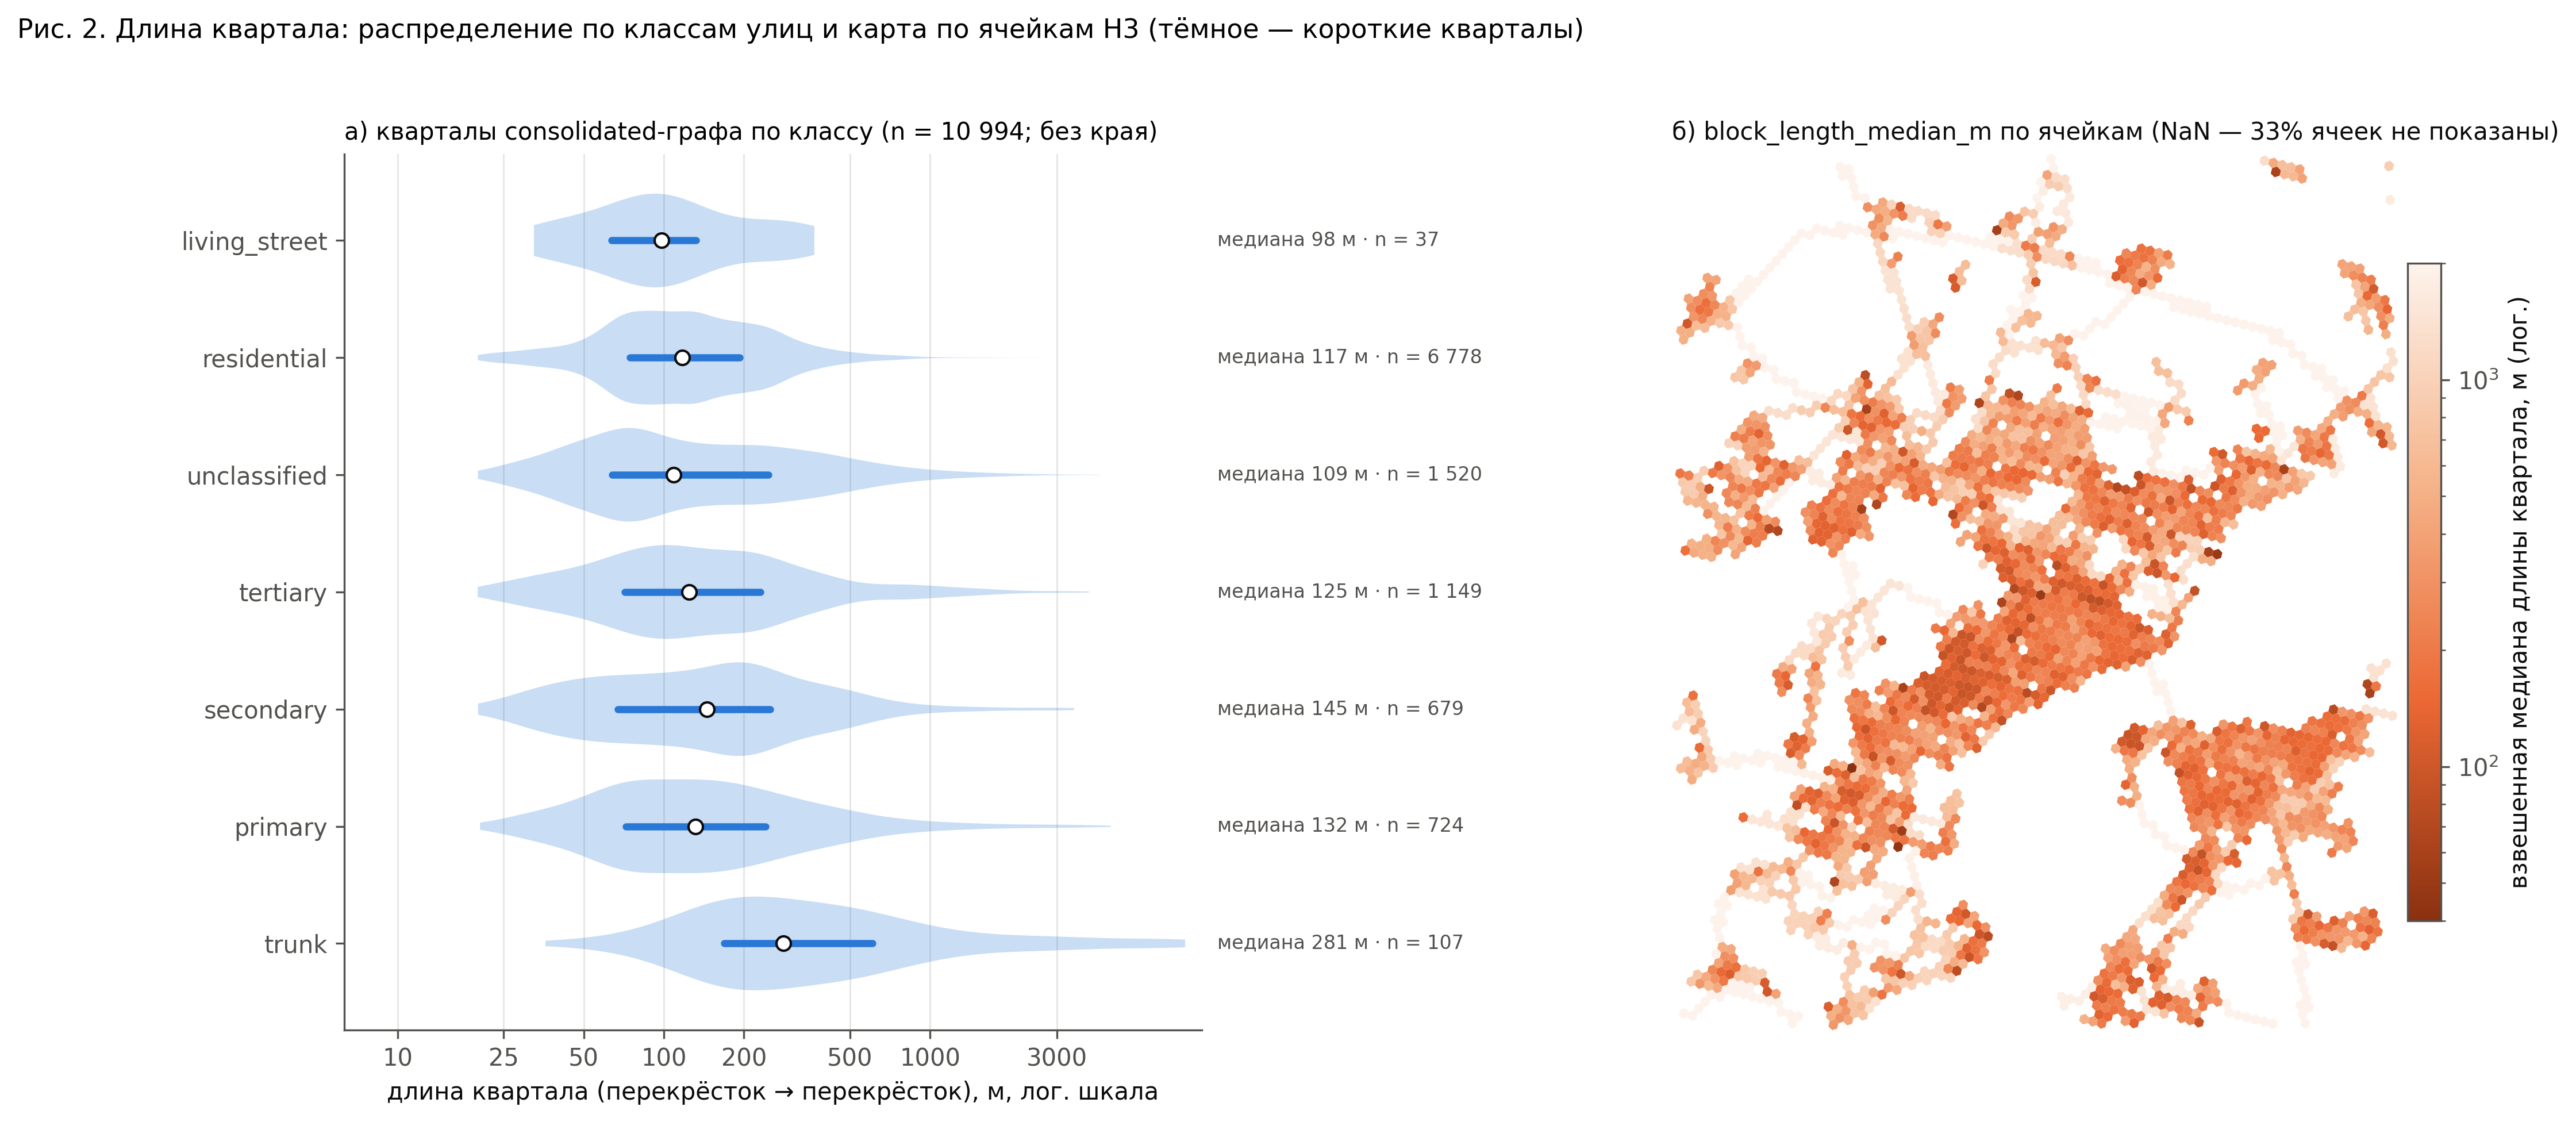 Рис. 2. Длина квартала: распределение по классам улиц и карта по ячейкам H3 (тёмное — короткие кварталы)
а) кварталы consolidated-графа по классу (n = 10 994; без края)
living_street
медиана 98 м · n = 37
residential
медиана 117 м · n = 6 778
unclassified
медиана 109 м · n = 1 520
tertiary
медиана 125 м · n = 1 149
secondary
медиана 145 м · n = 679
primary
медиана 132 м · n = 724
trunk
медиана 281 м · n = 107
10 25 50 100 200 500 1000 3000
длина квартала (перекрёсток → перекрёсток), м, лог. шкала
б) block_length_median_m по ячейкам (NaN — 33% ячеек не показаны)
10³
10²
взвешенная медиана длины квартала, м (лог.)